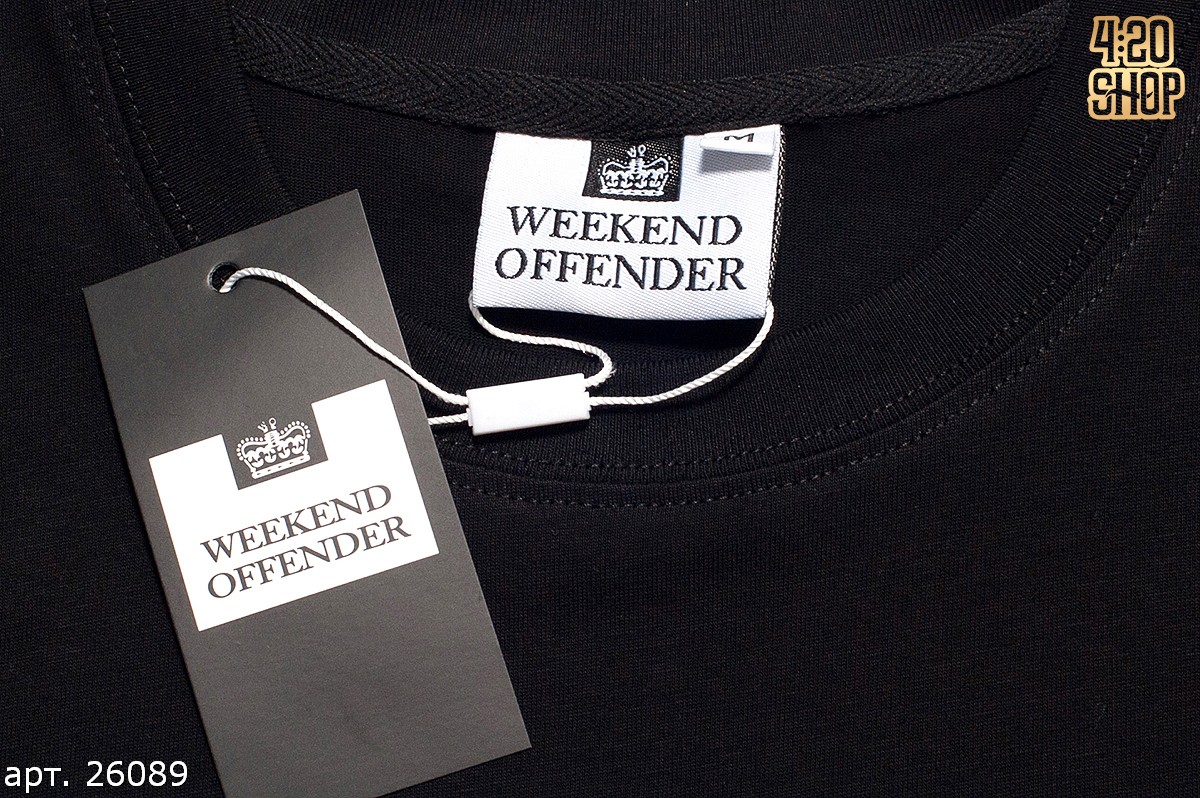 4:20
SHOP
M
WEEKEND
OFFENDER
WEEKEND
OFFENDER
арт. 26089